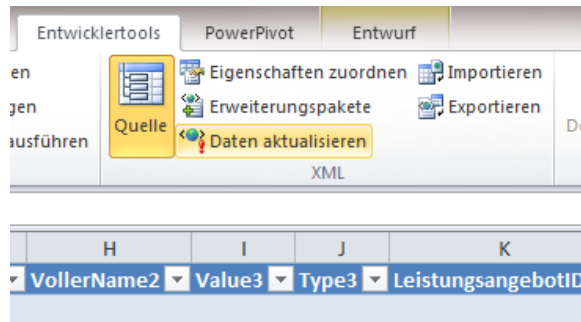 Entwicklertools PowerPivot Entwurf
en Eigenschaften zuordnen Importieren
gen Erweiterungspakete Exportieren
Quelle
ausführen Daten aktualisieren
XML
H I J K
VollerName2 Value3 Type3 LeistungsangebotID